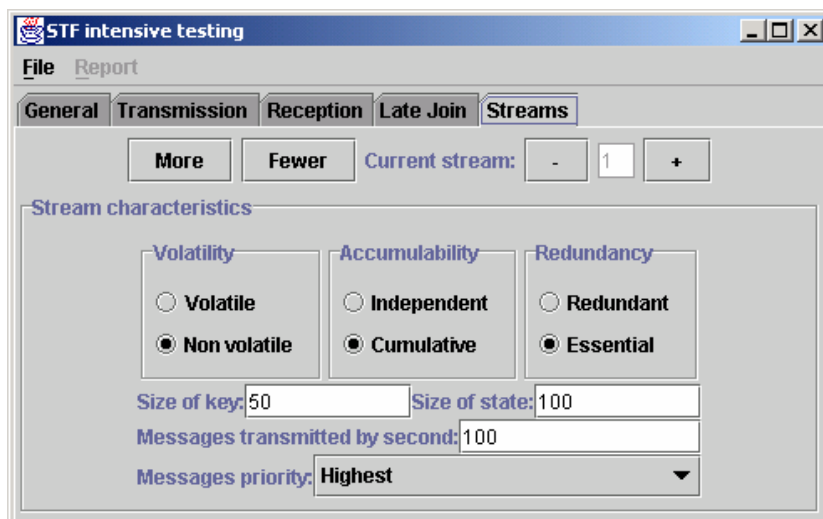 STF intensive testing
File Report
General Transmission Reception Late Join Streams
More Fewer Current stream: - 1 +
Stream characteristics
Volatility Accumulability Redundancy
Volatile Independent Redundant
Non volatile Cumulative Essential
Size of key: 50 Size of state: 100
Messages transmitted by second: 100
Messages priority: Highest